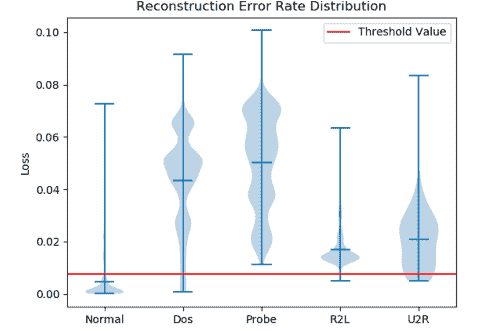 Reconstruction Error Rate Distribution
Threshold Value
0.10
0.08
0.06
0.04
0.02
0.00
Loss
Normal Dos Probe R2L U2R